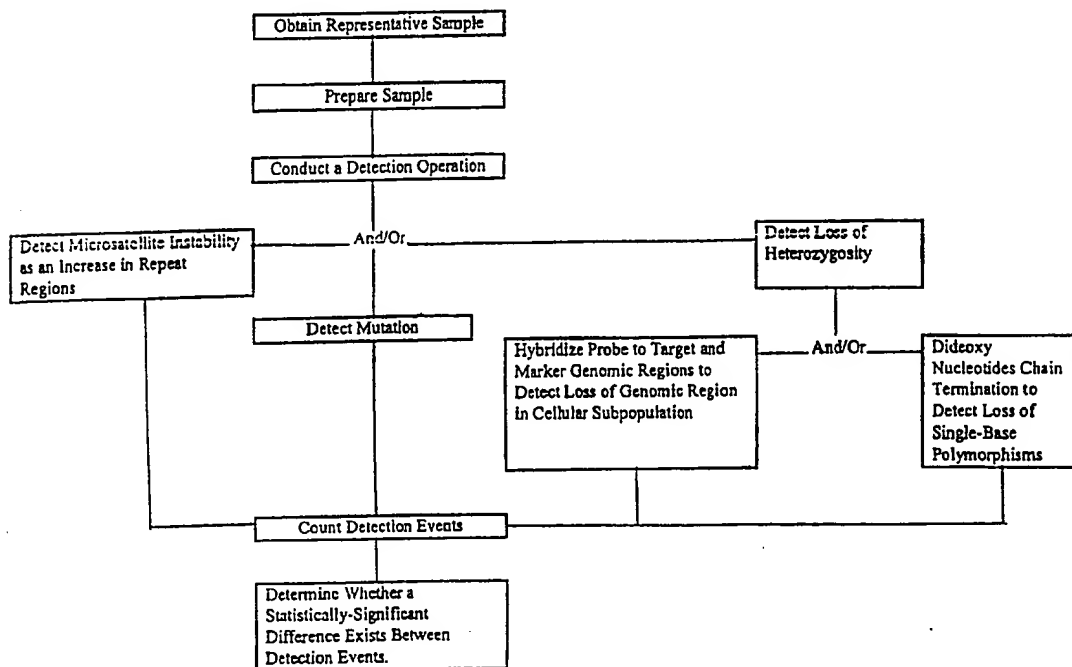 Obtain Representative Sample
Prepare Sample
Conduct a Detection Operation
And/Or
Detect Microsatellite Instability
as an Increase in Repeat
Regions
Detect Loss of
Heterozygosity
Detect Mutation
And/Or
Hybridize Probe to Target and
Marker Genomic Regions to
Detect Loss of Genomic Region
in Cellular Subpopulation
Dideoxy
Nucleotides Chain
Termination to
Detect Loss of
Single-Base
Polymorphisms
Count Detection Events
Determine Whether a
Statistically-Significant
Difference Exists Between
Detection Events.